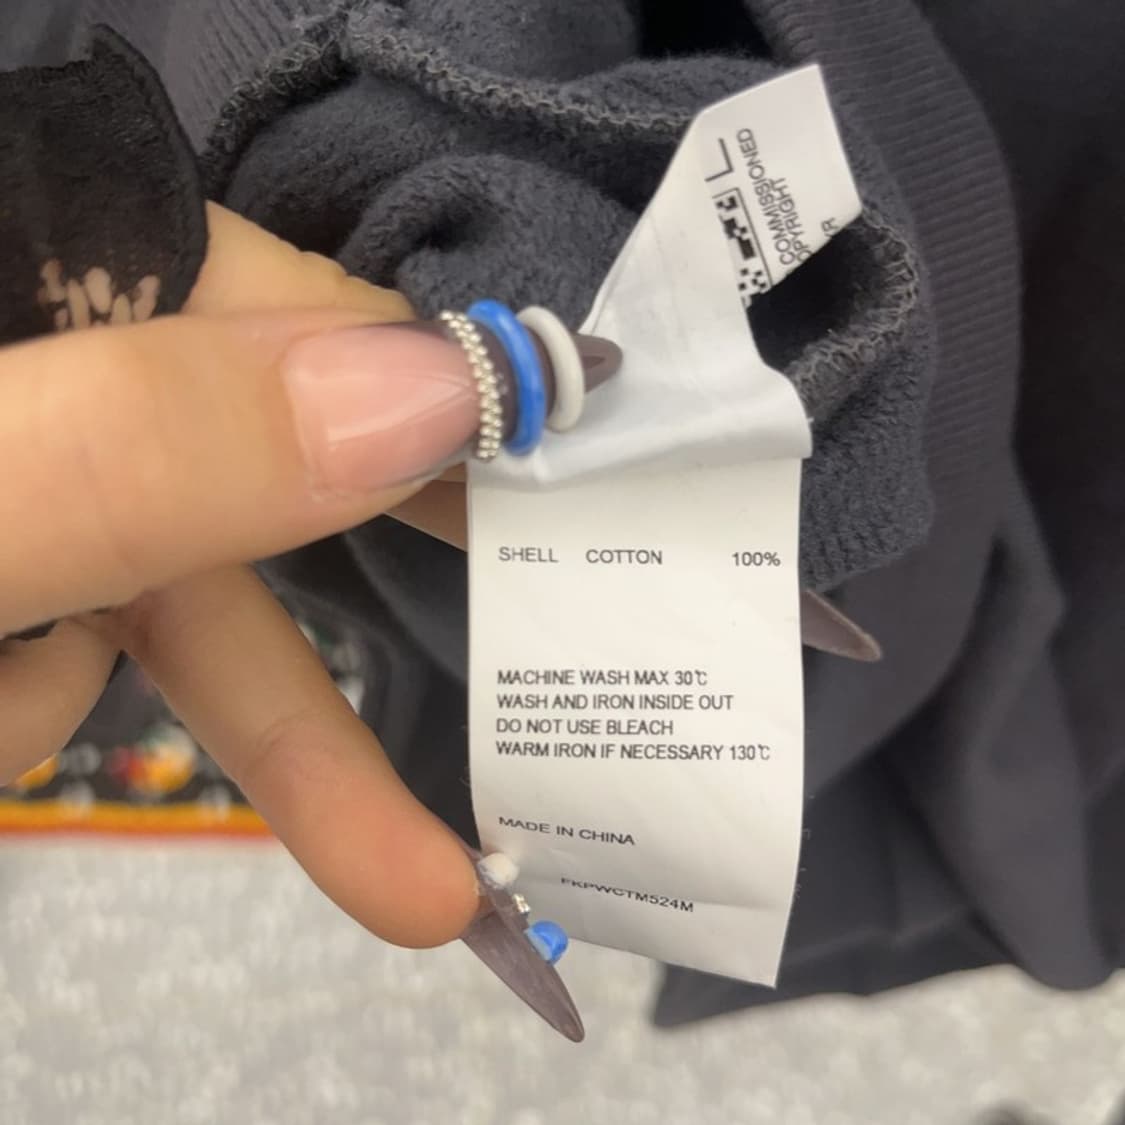 L
COMMISSIONED
SHELL COTTON 100%
MACHINE WASH MAX 30℃
WASH AND IRON INSIDE OUT
DO NOT USE BLEACH
WARM IRON IF NECESSARY 130℃
MADE IN CHINA
FKPWCTM524M